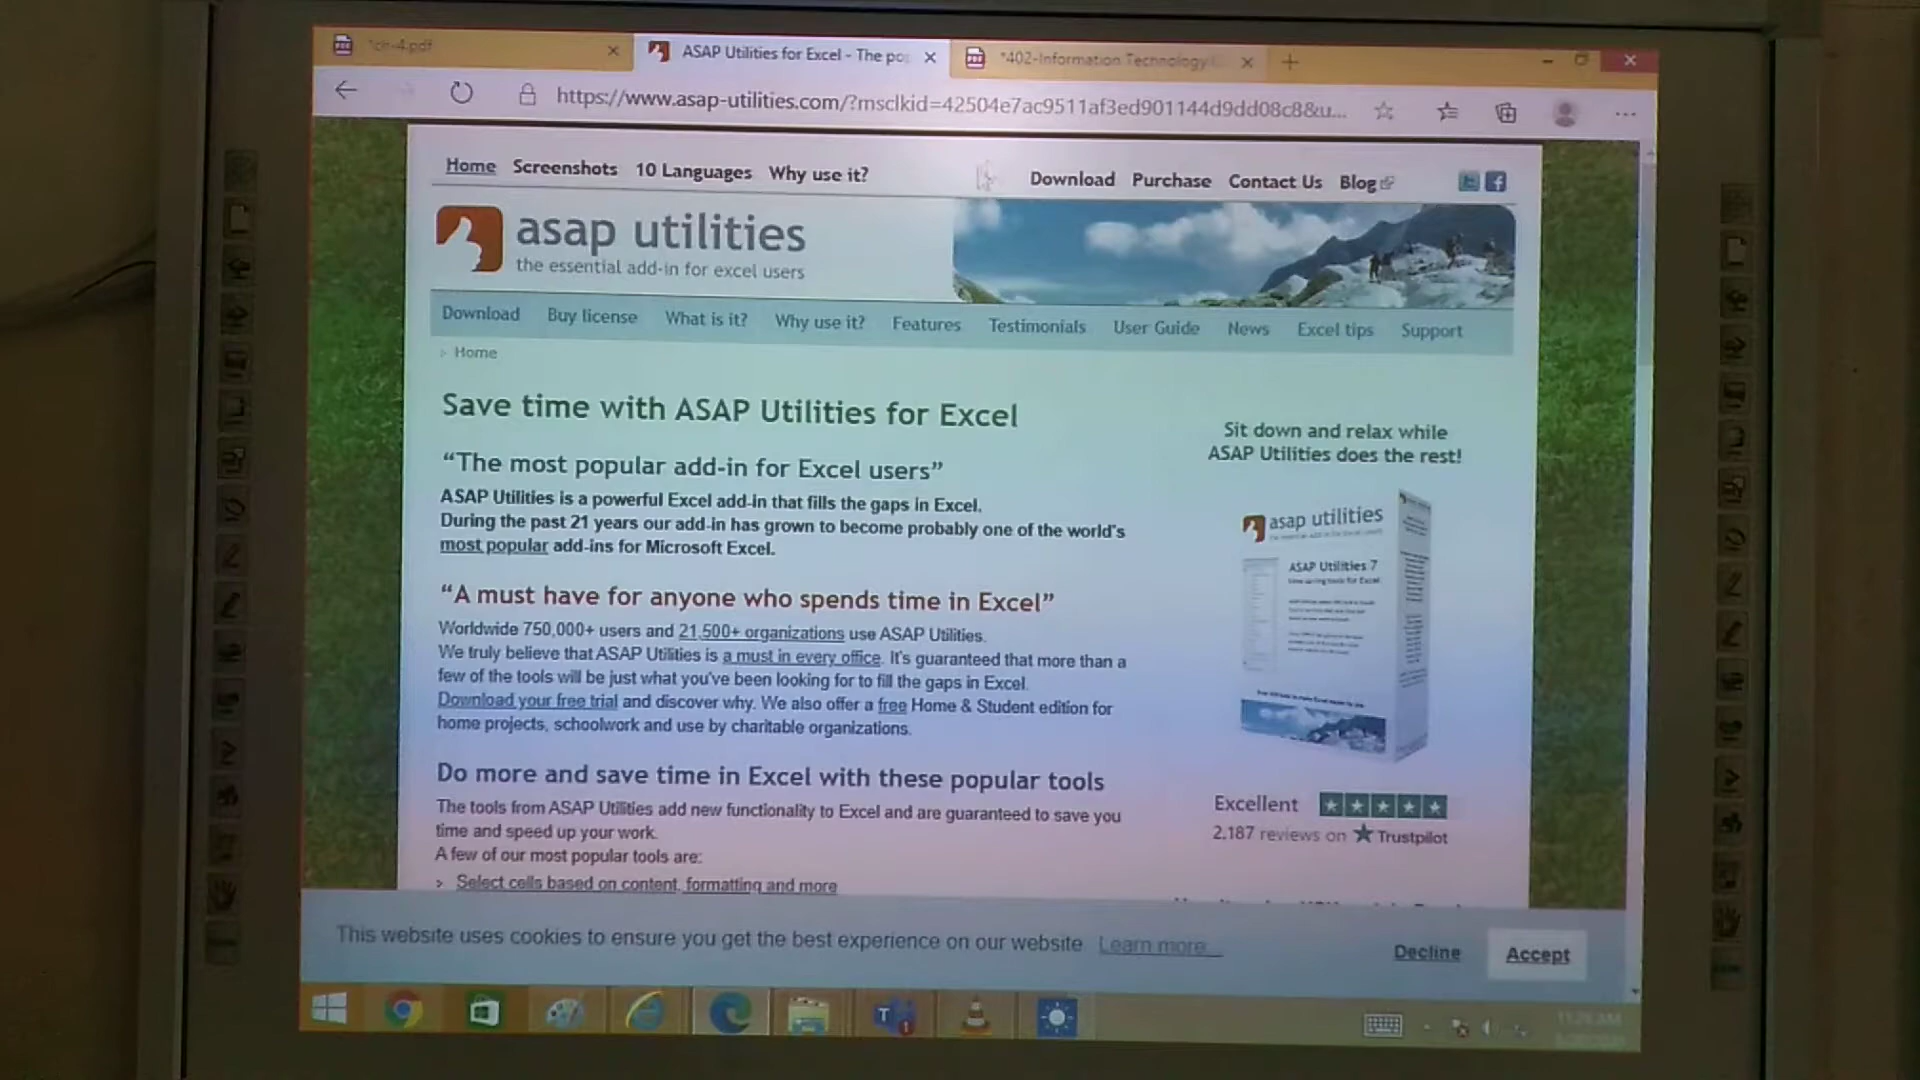 *ch-4.pdf
ASAP Utilities for Excel - The po
*402-Information Technology
https://www.asap-utilities.com/?msclkid=42504e7ac9511af3ed901144d9dd08c8&u...
Home Screenshots 10 Languages Why use it? Download Purchase Contact Us Blog
asap utilities
the essential add-in for excel users
Download Buy license What is it? Why use it? Features Testimonials User Guide News Excel tips Support
> Home
Save time with ASAP Utilities for Excel
“The most popular add-in for Excel users”
ASAP Utilities is a powerful Excel add-in that fills the gaps in Excel.
During the past 21 years our add-in has grown to become probably one of the world's
most popular add-ins for Microsoft Excel.
“A must have for anyone who spends time in Excel”
Worldwide 750,000+ users and 21,500+ organizations use ASAP Utilities.
We truly believe that ASAP Utilities is a must in every office. It's guaranteed that more than a
few of the tools will be just what you've been looking for to fill the gaps in Excel.
Download your free trial and discover why. We also offer a free Home & Student edition for
home projects, schoolwork and use by charitable organizations.
Do more and save time in Excel with these popular tools
The tools from ASAP Utilities add new functionality to Excel and are guaranteed to save you
time and speed up your work.
A few of our most popular tools are:
> Select cells based on content, formatting and more
Sit down and relax while
ASAP Utilities does the rest!
asap utilities
ASAP Utilities 7
Excellent
2,187 reviews on Trustpilot
This website uses cookies to ensure you get the best experience on our website Learn more...
Decline
Accept